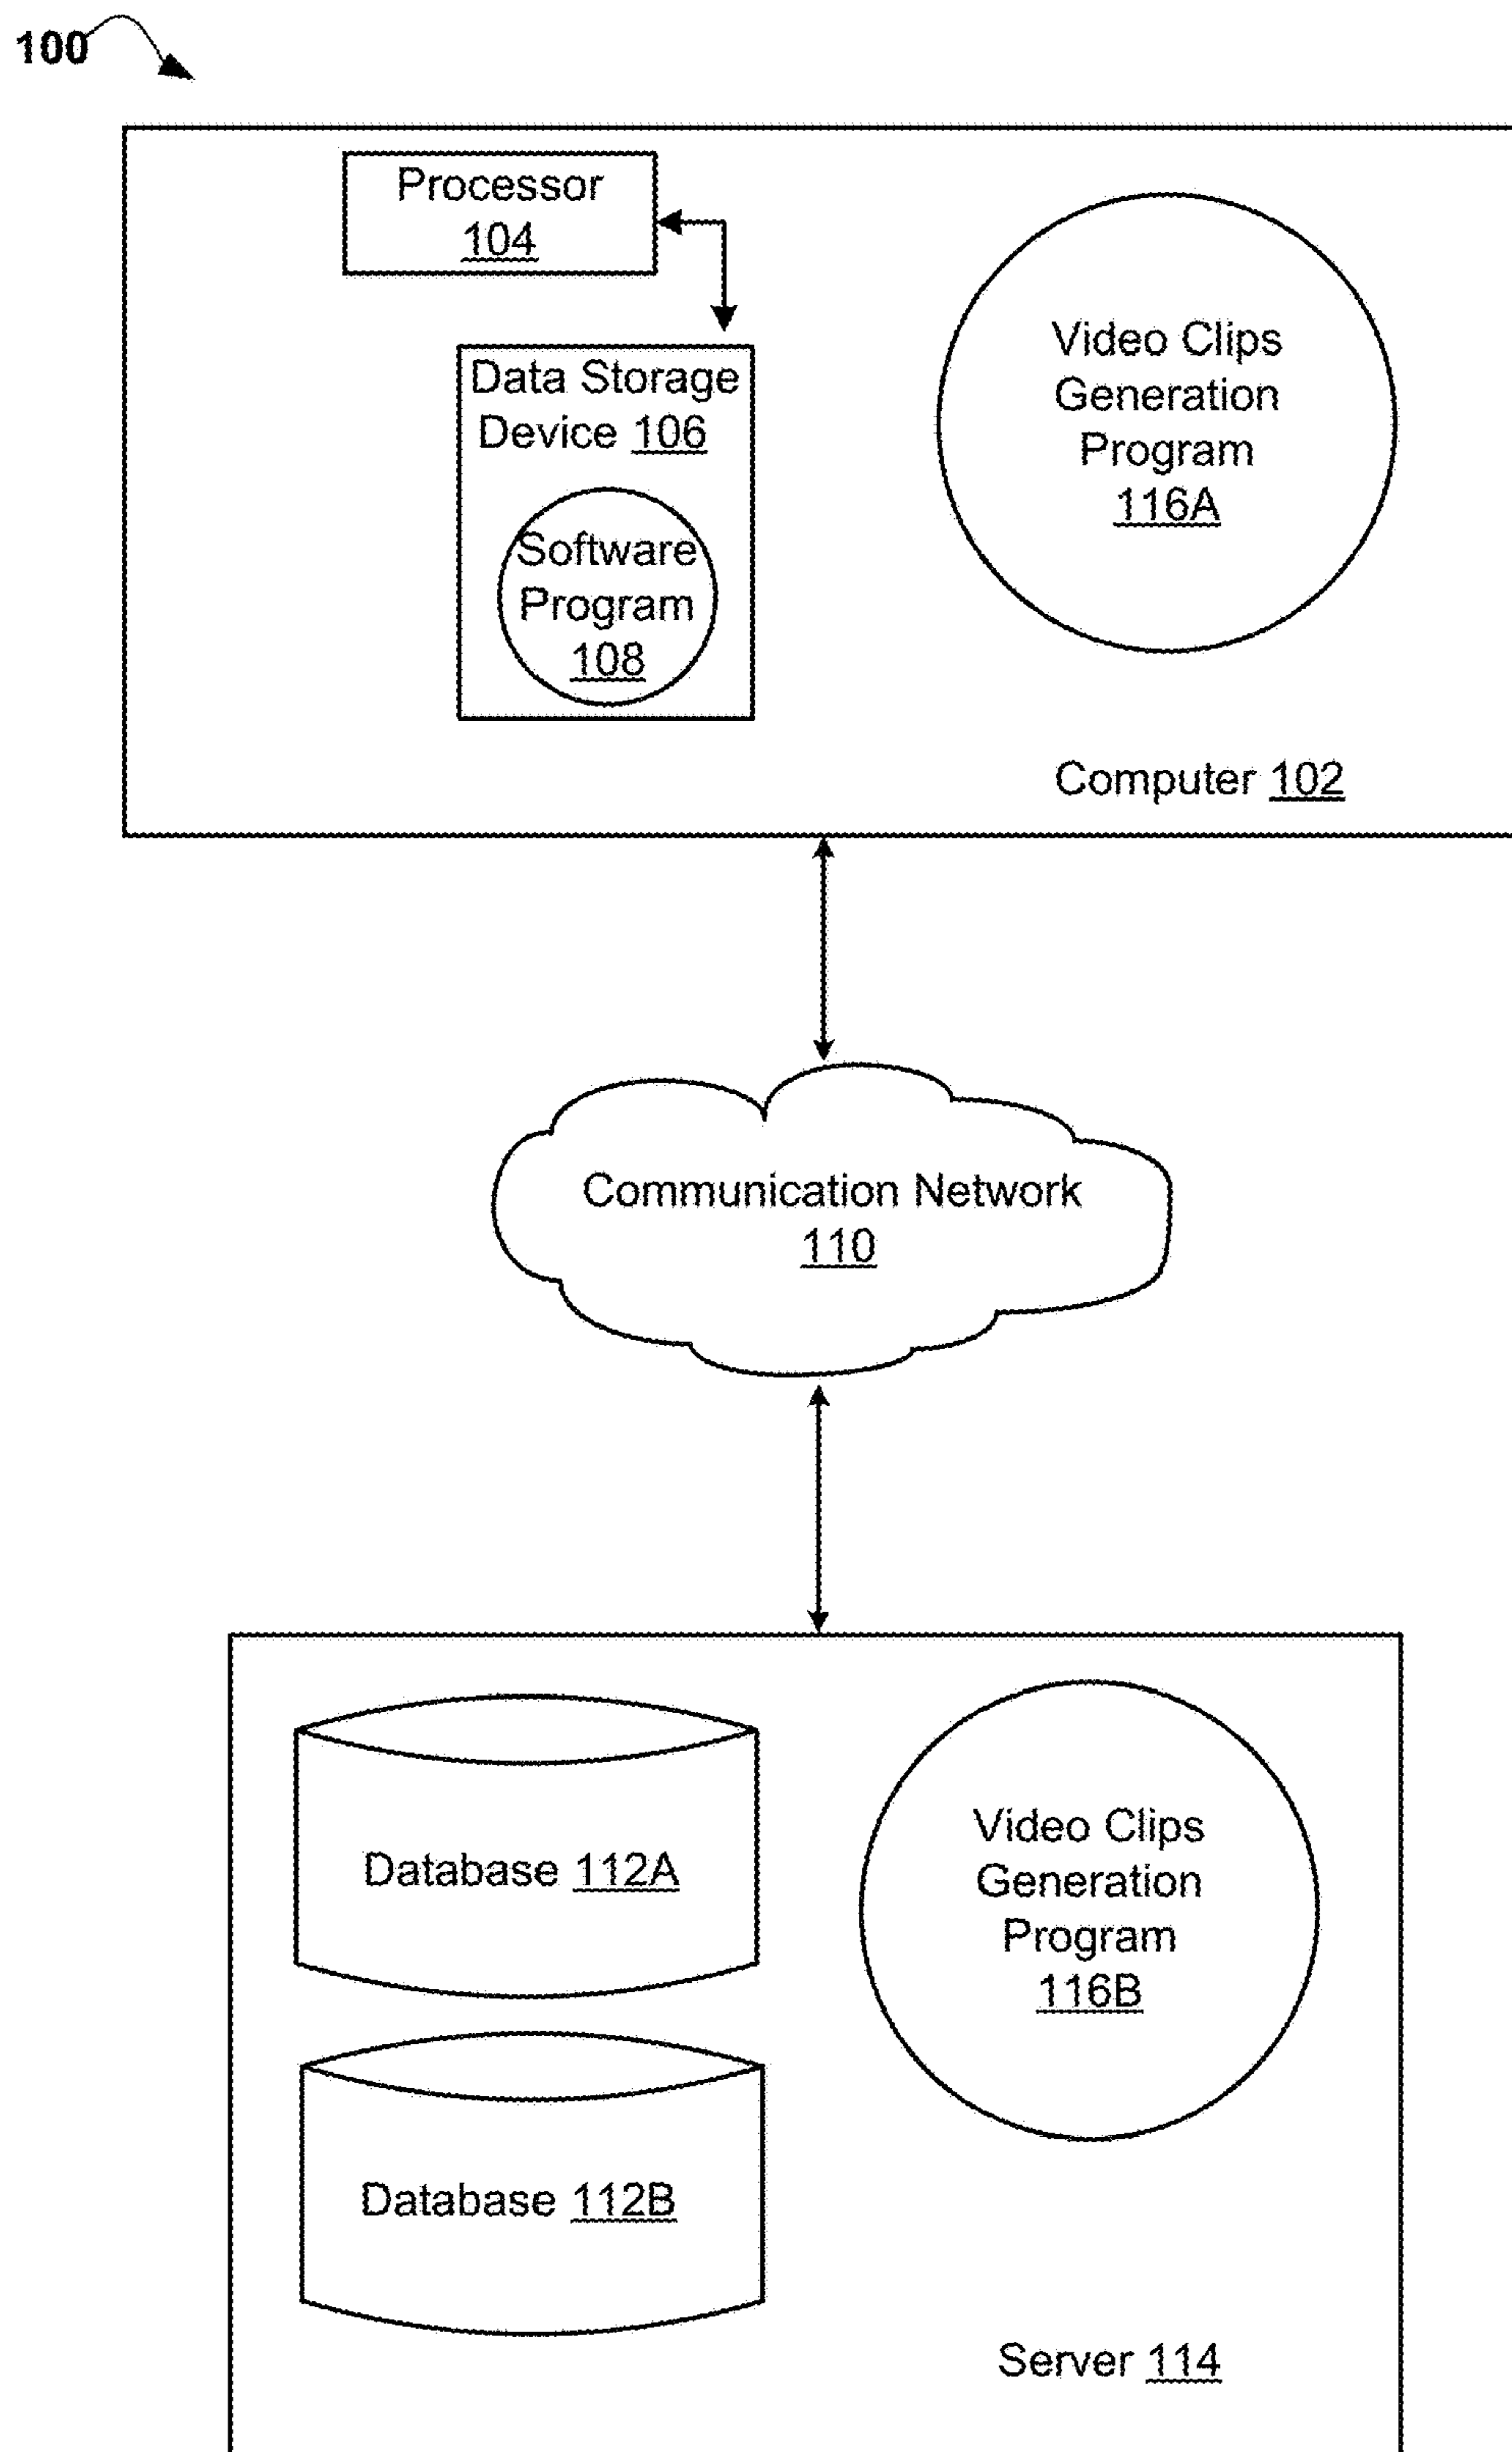 100
Processor
104
Data Storage
Device 106
Software
Program
108
Video Clips
Generation
Program
116A
Computer 102
Communication Network
110
Database 112A
Database 112B
Video Clips
Generation
Program
116B
Server 114